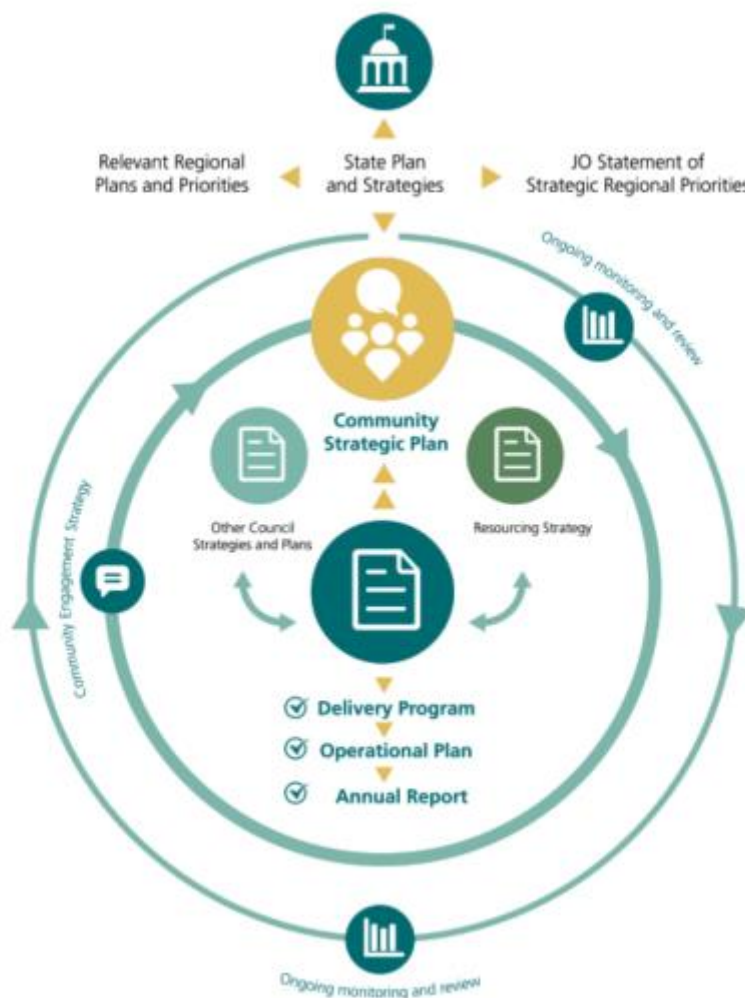 Relevant Regional
Plans and Priorities
State Plan
and Strategies
JO Statement of
Strategic Regional Priorities
Ongoing monitoring and review
Community
Strategic Plan
Other Council
Strategies and Plans
Resourcing Strategy
Community Engagement Strategy
Delivery Program
Operational Plan
Annual Report
Ongoing monitoring and review